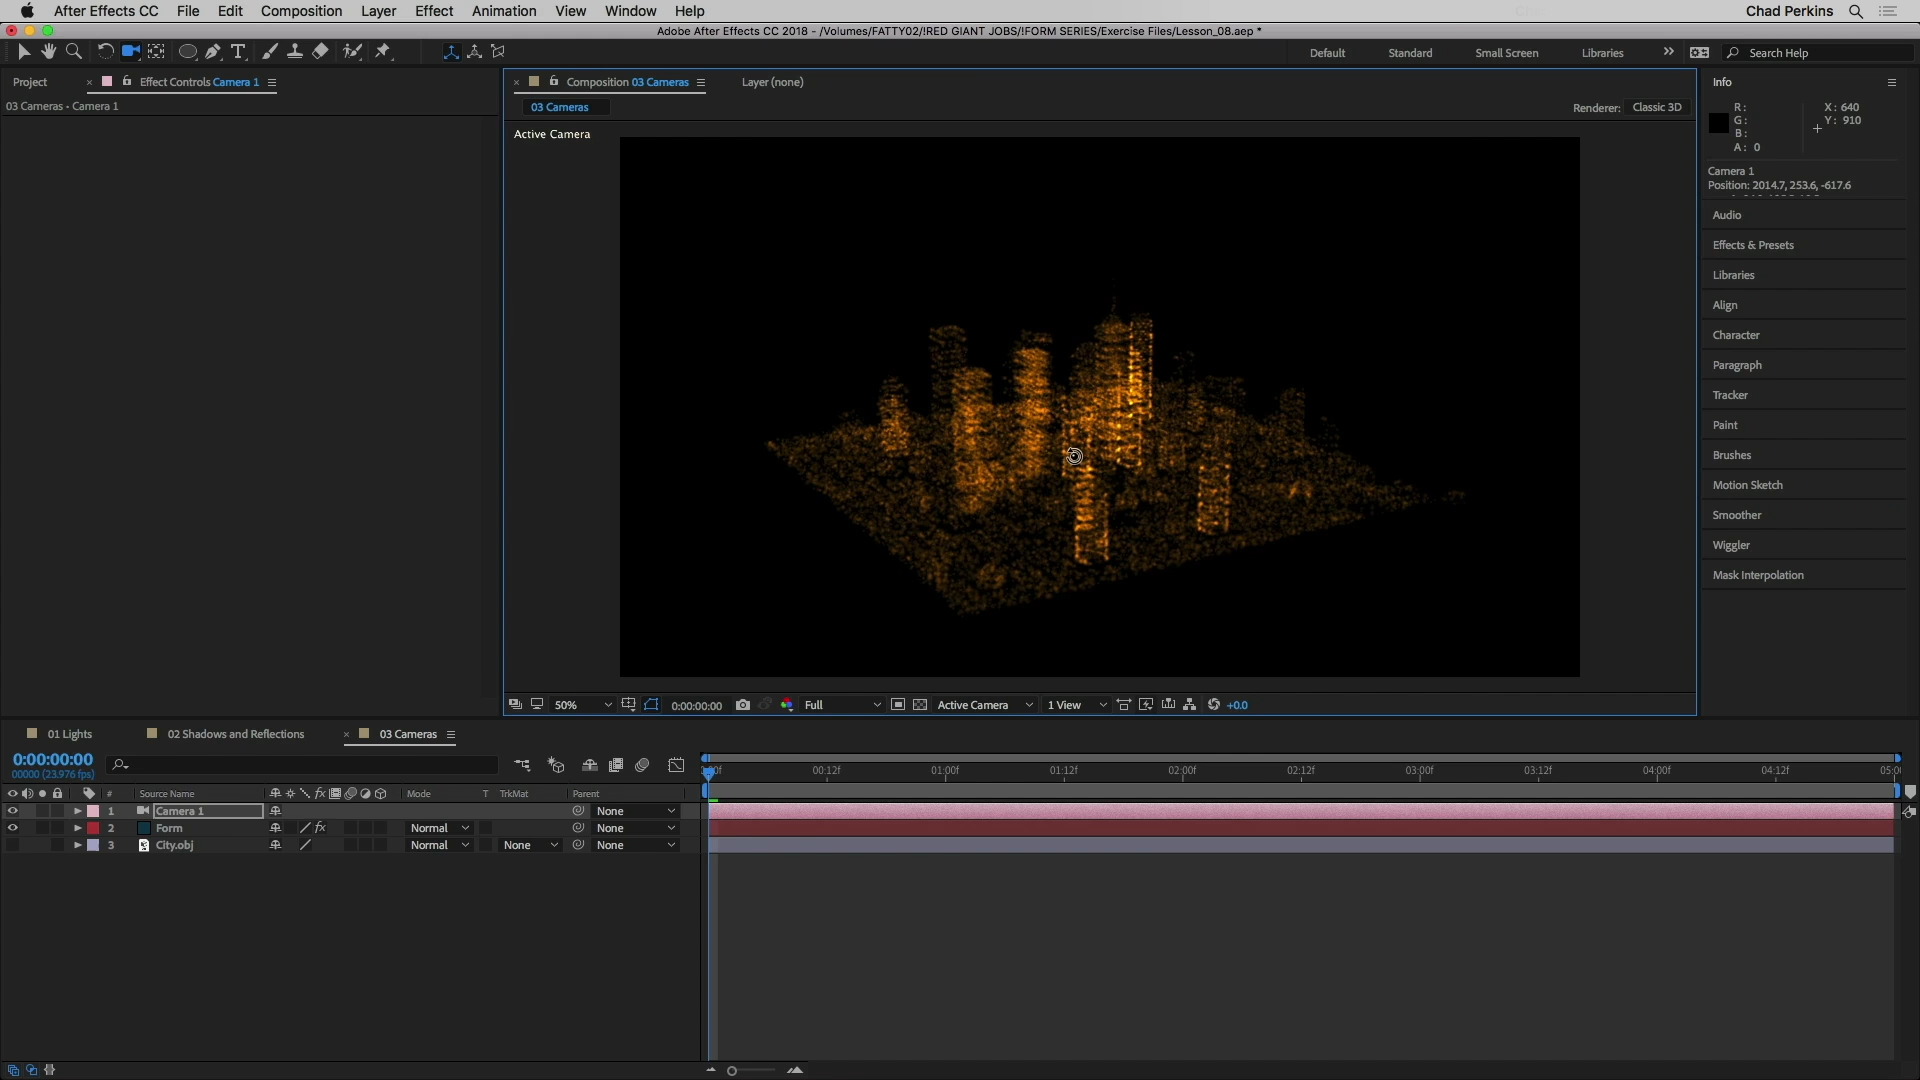 After Effects CC File Edit Composition Layer Effect Animation View Window Help Chad Perkins
Adobe After Effects CC 2018 - /Volumes/FATTY02/!RED GIANT JOBS/!FORM SERIES/Exercise Files/Lesson_08.aep *
Default Standard Small Screen Libraries Search Help
Project Effect Controls Camera 1 Composition 03 Cameras Layer (none) Info
03 Cameras • Camera 1
03 Cameras
Renderer: Classic 3D
Active Camera
R: X: 640
G: Y: 910
B:
A: 0
Camera 1
Position: 2014.7, 253.6, -617.6
Audio
Effects & Presets
Libraries
Align
Character
Paragraph
Tracker
Paint
Brushes
Motion Sketch
Smoother
Wiggler
Mask Interpolation
50% 0:00:00:00 Full Active Camera 1 View +0.0
01 Lights 02 Shadows and Reflections 03 Cameras
0:00:00:00
00000 (23.976 fps)
00:12f 01:00f 01:12f 02:00f 02:12f 03:00f 03:12f 04:00f 04:12f
# Source Name Mode T TrkMat Parent
1 Camera 1 None
2 Form Normal None
3 City.obj Normal None None